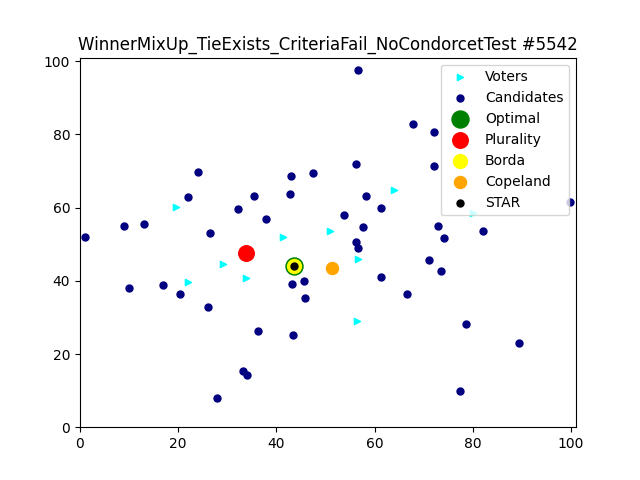 WinnerMixUp_TieExists_CriteriaFail_NoCondorcetTest #5542
100
80
60
40
20
0
0 20 40 60 80 100
Voters
Candidates
Optimal
Plurality
Borda
Copeland
STAR